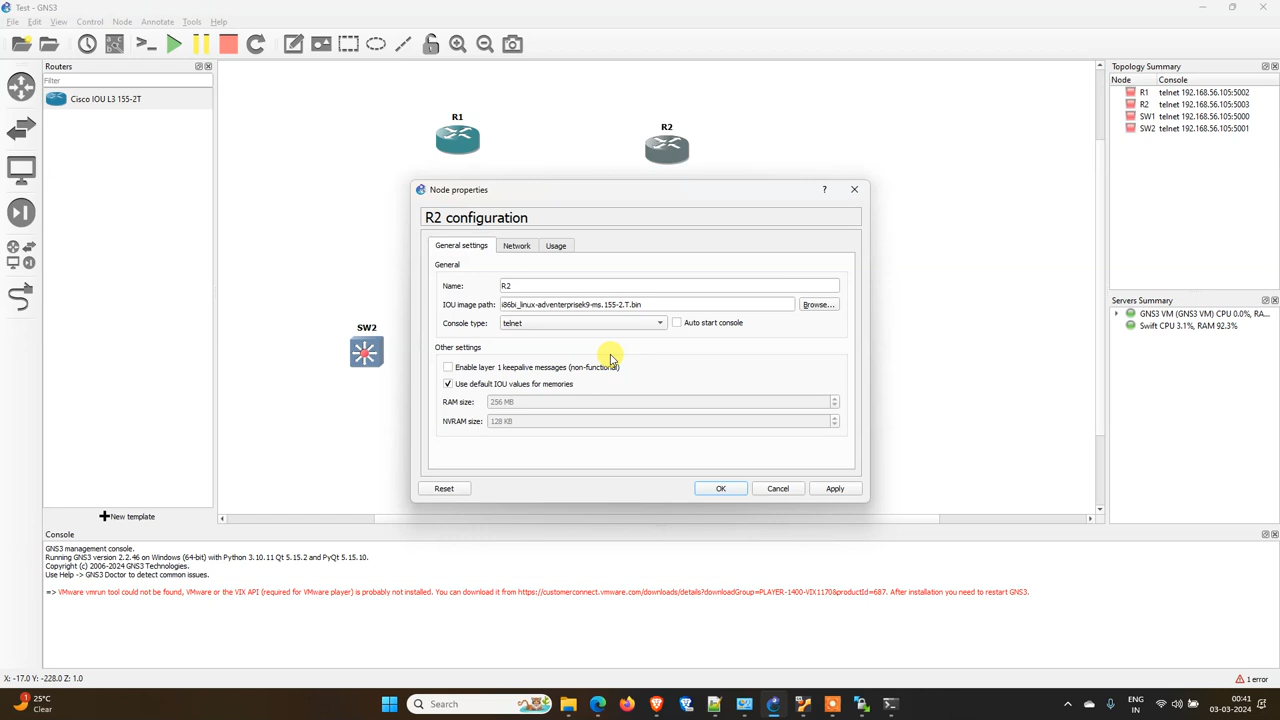 Test - GNS3
File Edit View Control Node Annotate Tools Help
Routers
Filter
Cisco IOU L3 155-2T
New template
R1
R2
SW2
Node properties
R2 configuration
General settings Network Usage
General
Name: R2
IOU image path: i86bi_linux-adventerprisek9-ms.155-2.T.bin Browse...
Console type: telnet Auto start console
Other settings
Enable layer 1 keepalive messages (non-functional)
Use default IOU values for memories
RAM size: 256 MB
NVRAM size: 128 KB
Reset OK Cancel Apply
Topology Summary
Node Console
R1 telnet 192.168.56.105:5002
R2 telnet 192.168.56.105:5003
SW1 telnet 192.168.56.105:5000
SW2 telnet 192.168.56.105:5001
Servers Summary
GNS3 VM (GNS3 VM) CPU 0.0%, RA...
Swift CPU 3.1%, RAM 92.3%
Console
GNS3 management console.
Running GNS3 version 2.2.46 on Windows (64-bit) with Python 3.10.11 Qt 5.15.2 and PyQt 5.15.10.
Copyright (c) 2006-2024 GNS3 Technologies.
Use Help -> GNS3 Doctor to detect common issues.
=> VMware vmrun tool could not be found, VMware or the VIX API (required for VMware player) is probably not installed. You can download it from https://customerconnect.vmware.com/downloads/details?downloadGroup=PLAYER-1400-VIX1170&productId=687. After installation you need to restart GNS3.
X: -17.0 Y: -228.0 Z: 1.0
1 error
1
25°C
Clear
Search
ENG
IN
00:41
03-03-2024